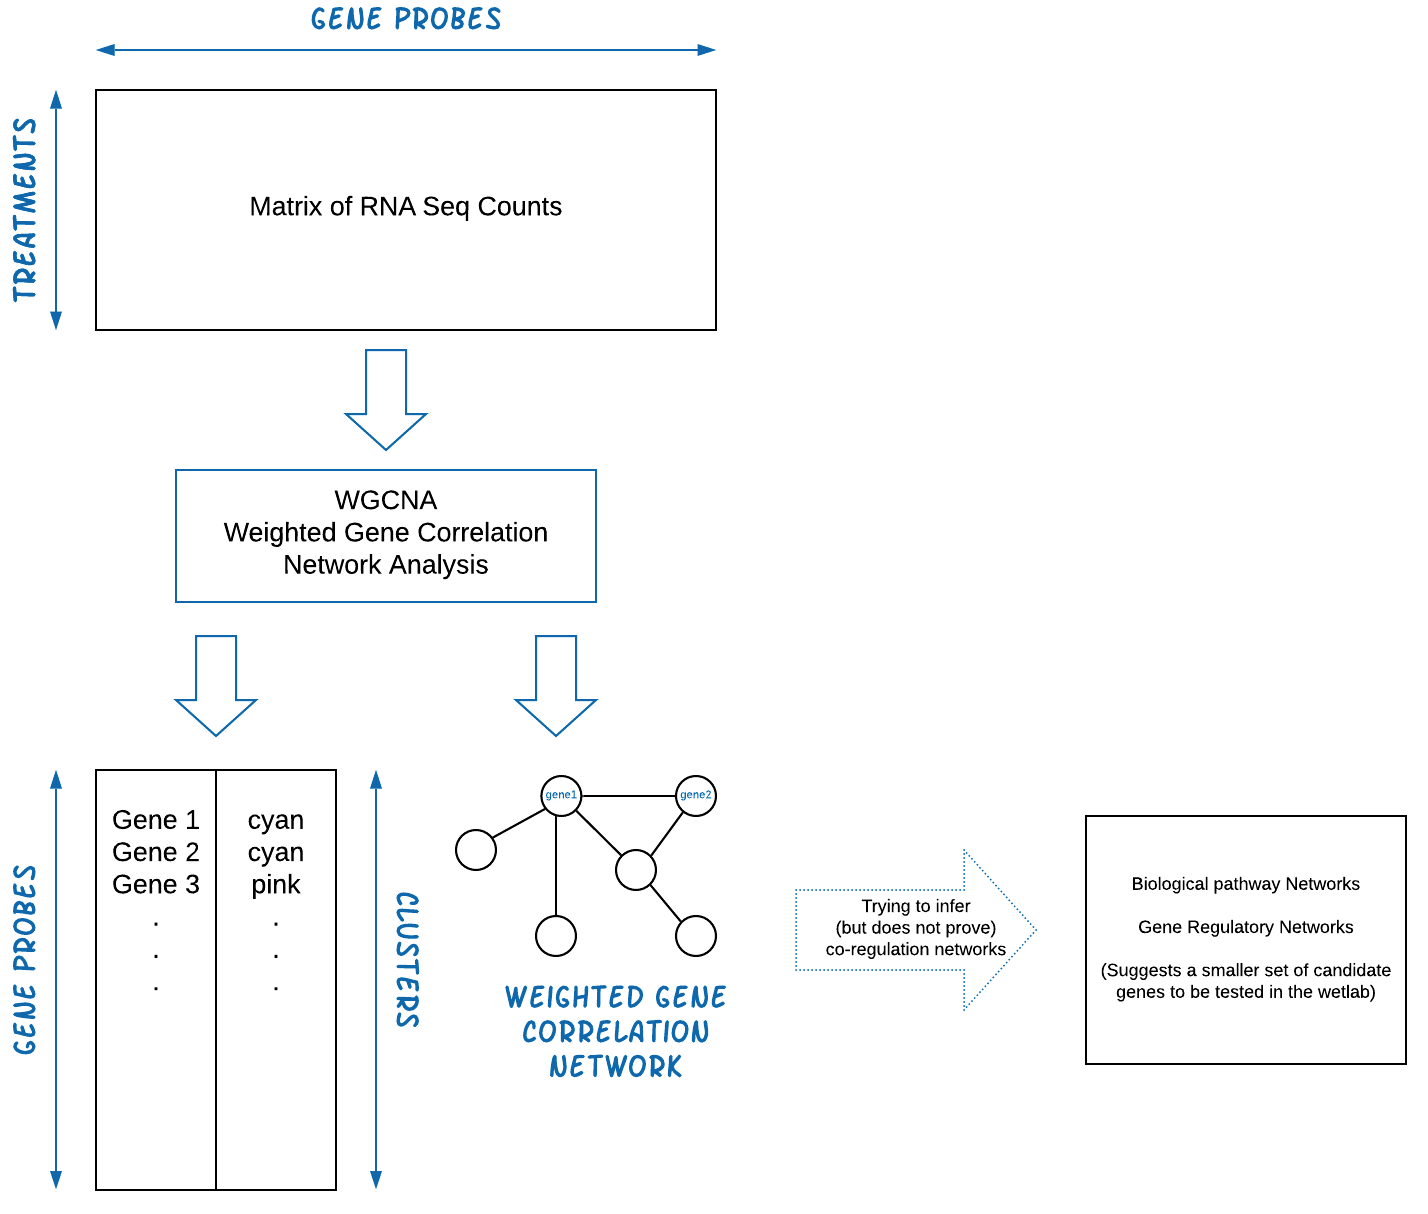 GENE PROBES
TREATMENTS
Matrix of RNA Seq Counts
WGCNA
Weighted Gene Correlation
Network Analysis
GENE PROBES
Gene 1 cyan
Gene 2 cyan
Gene 3 pink
. .
. .
. .
CLUSTERS
gene1
gene2
WEIGHTED GENE
CORRELATION
NETWORK
Trying to infer
(but does not prove)
co-regulation networks
Biological pathway Networks
Gene Regulatory Networks
(Suggests a smaller set of candidate
genes to be tested in the wetlab)